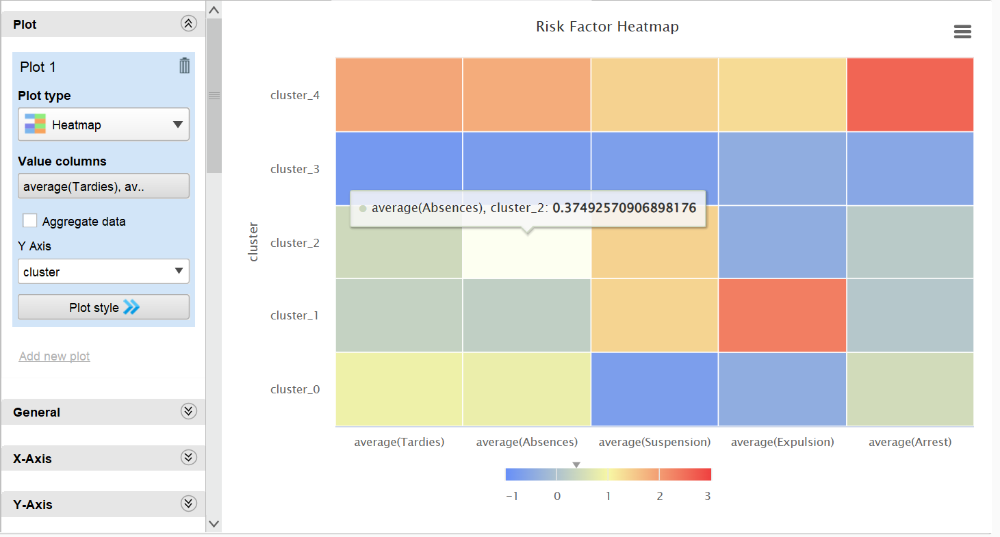 Plot
Plot 1
Plot type
Heatmap
Value columns
average(Tardies), av..
Aggregate data
Y Axis
cluster
Plot style
Add new plot
General
X-Axis
Y-Axis
Risk Factor Heatmap
cluster
cluster_4
cluster_3
average(Absences), cluster_2: 0.37492570906898176
cluster_2
cluster_1
cluster_0
average(Tardies) average(Absences) average(Suspension) average(Expulsion) average(Arrest)
-1 0 1 2 3